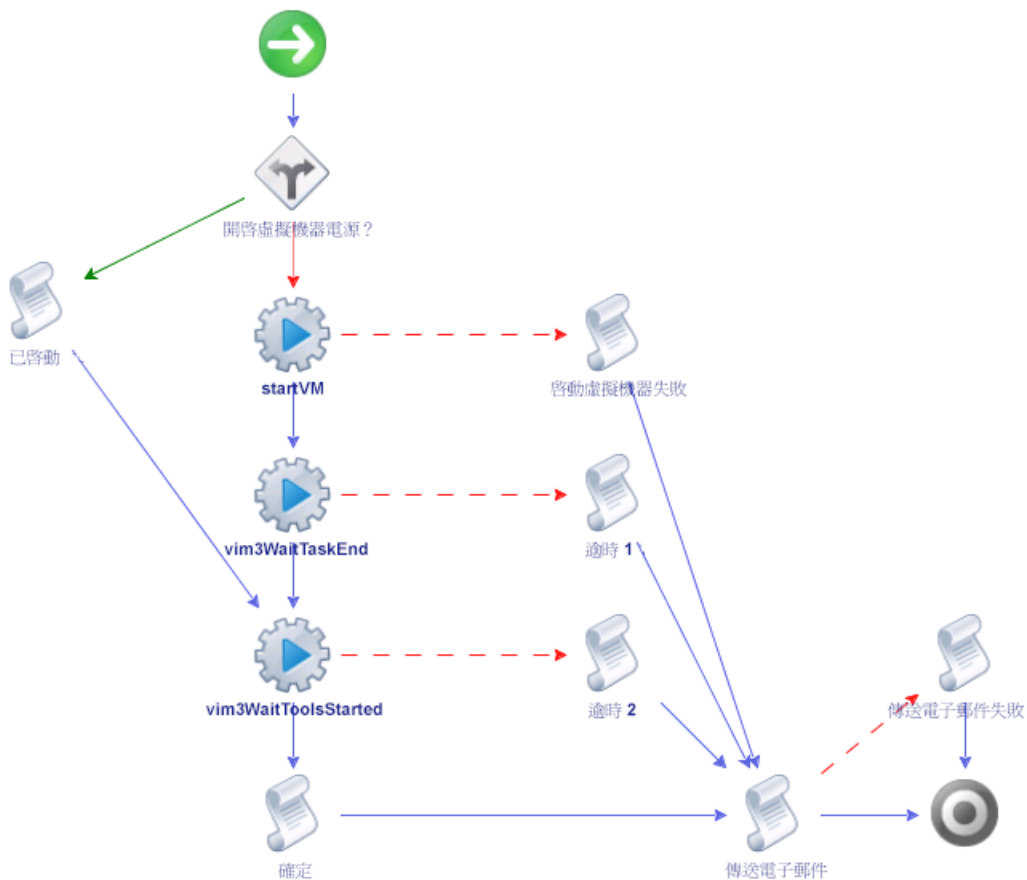 開啓虛擬機器電源？
已啓動
startVM
啓動虛擬機器失敗
vim3WaitTaskEnd
逾時 1
vim3WaitToolsStarted
逾時 2
傳送電子郵件失敗
確定
傳送電子郵件